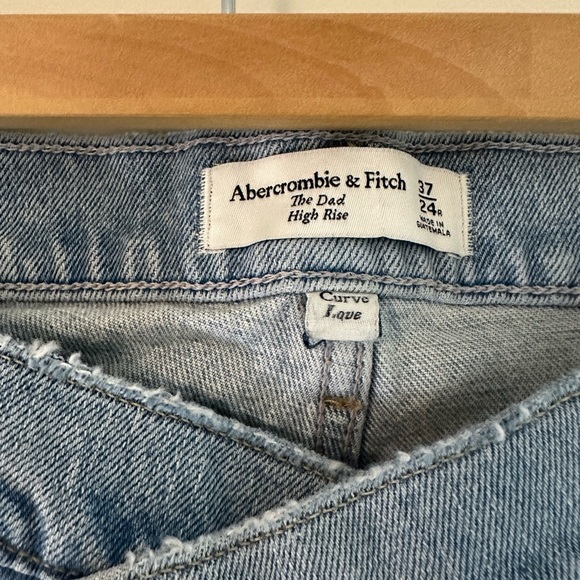 Abercrombie & Fitch
The Dad
High Rise
37
24R
MADE IN
GUATEMALA
Curve
Love